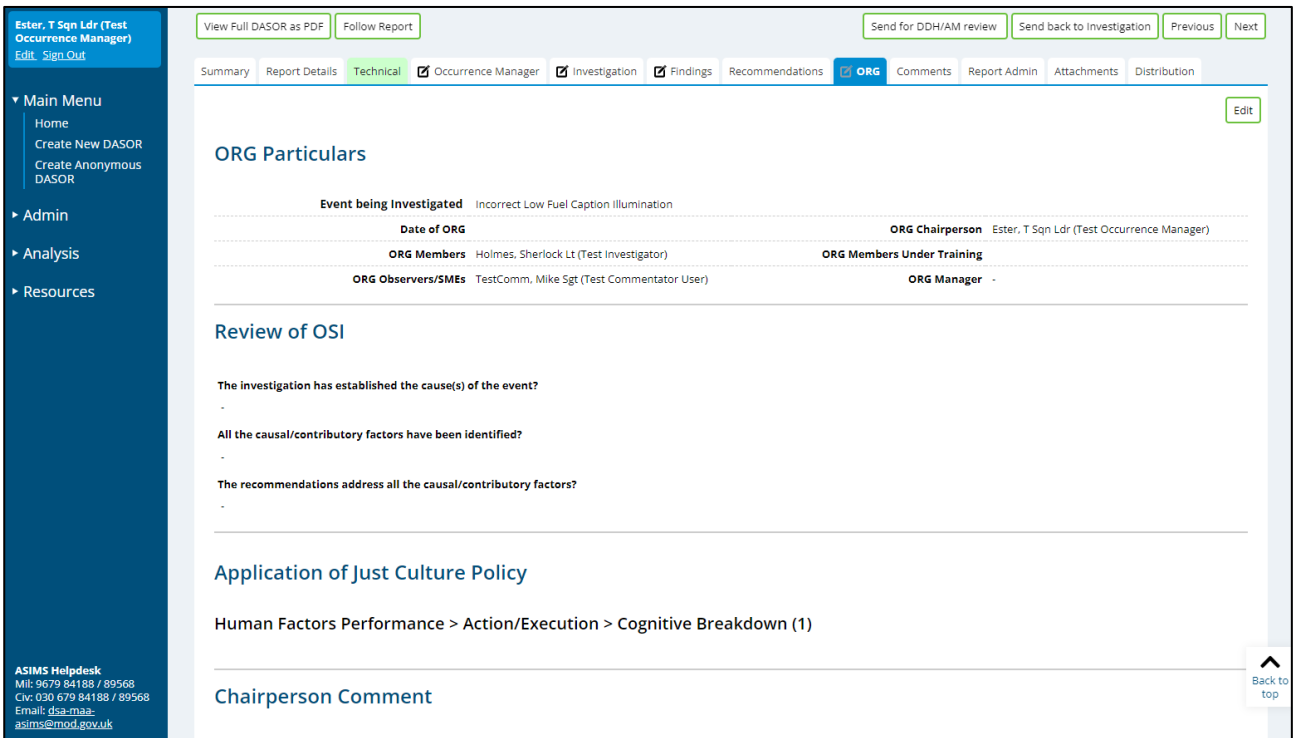 Ester, T Sqn Ldr (Test
Occurrence Manager)
Edit Sign Out
Main Menu
Home
Create New DASOR
Create Anonymous
DASOR
Admin
Analysis
Resources
ASIMS Helpdesk
Mil: 9679 84188 / 89568
Civ: 030 679 84188 / 89568
Email: dsa-maa-
asims@mod.gov.uk
View Full DASOR as PDF Follow Report Send for DDH/AM review Send back to Investigation Previous Next
Summary Report Details Technical Occurrence Manager Investigation Findings Recommendations ORG Comments Report Admin Attachments Distribution
Edit
ORG Particulars
Event being Investigated Incorrect Low Fuel Caption Illumination
Date of ORG ORG Chairperson Ester, T Sqn Ldr (Test Occurrence Manager)
ORG Members Holmes, Sherlock Lt (Test Investigator) ORG Members Under Training
ORG Observers/SMEs TestComm, Mike Sgt (Test Commentator User) ORG Manager -
Review of OSI
The investigation has established the cause(s) of the event?
-
All the causal/contributory factors have been identified?
-
The recommendations address all the causal/contributory factors?
-
Application of Just Culture Policy
Human Factors Performance > Action/Execution > Cognitive Breakdown (1)
Chairperson Comment
Back to
top